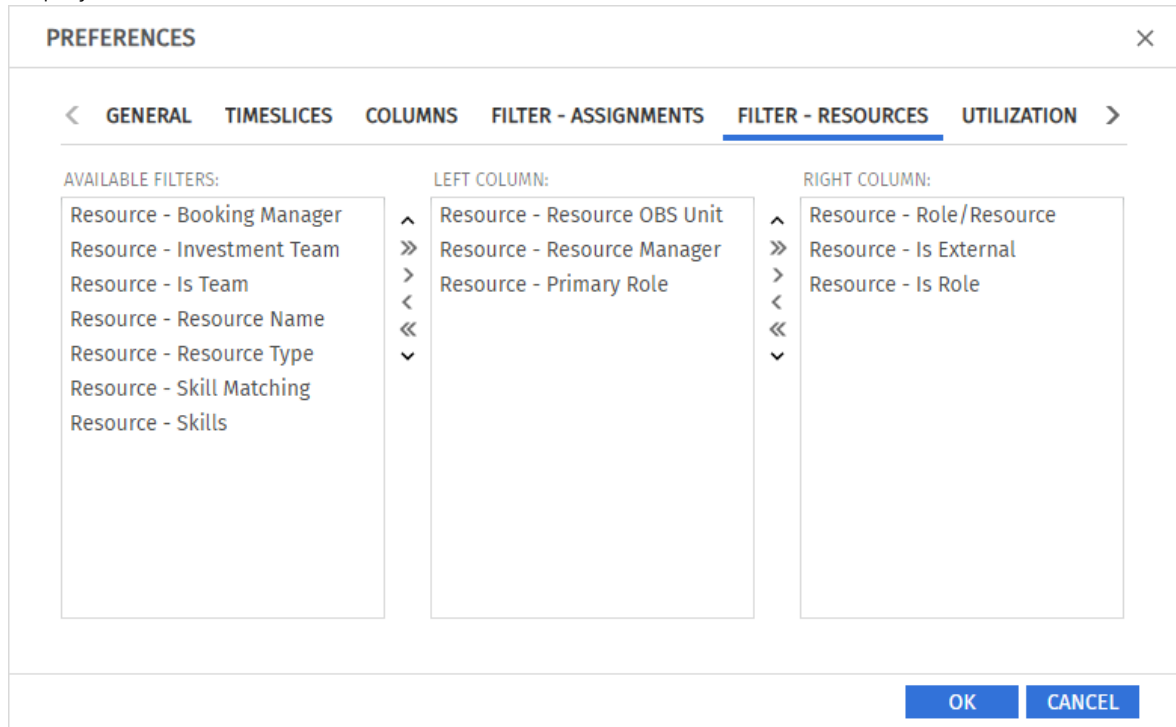 PREFERENCES
GENERAL TIMESLICES COLUMNS FILTER - ASSIGNMENTS FILTER - RESOURCES UTILIZATION
AVAILABLE FILTERS:
Resource - Booking Manager
Resource - Investment Team
Resource - Is Team
Resource - Resource Name
Resource - Resource Type
Resource - Skill Matching
Resource - Skills
LEFT COLUMN:
Resource - Resource OBS Unit
Resource - Resource Manager
Resource - Primary Role
RIGHT COLUMN:
Resource - Role/Resource
Resource - Is External
Resource - Is Role
OK CANCEL